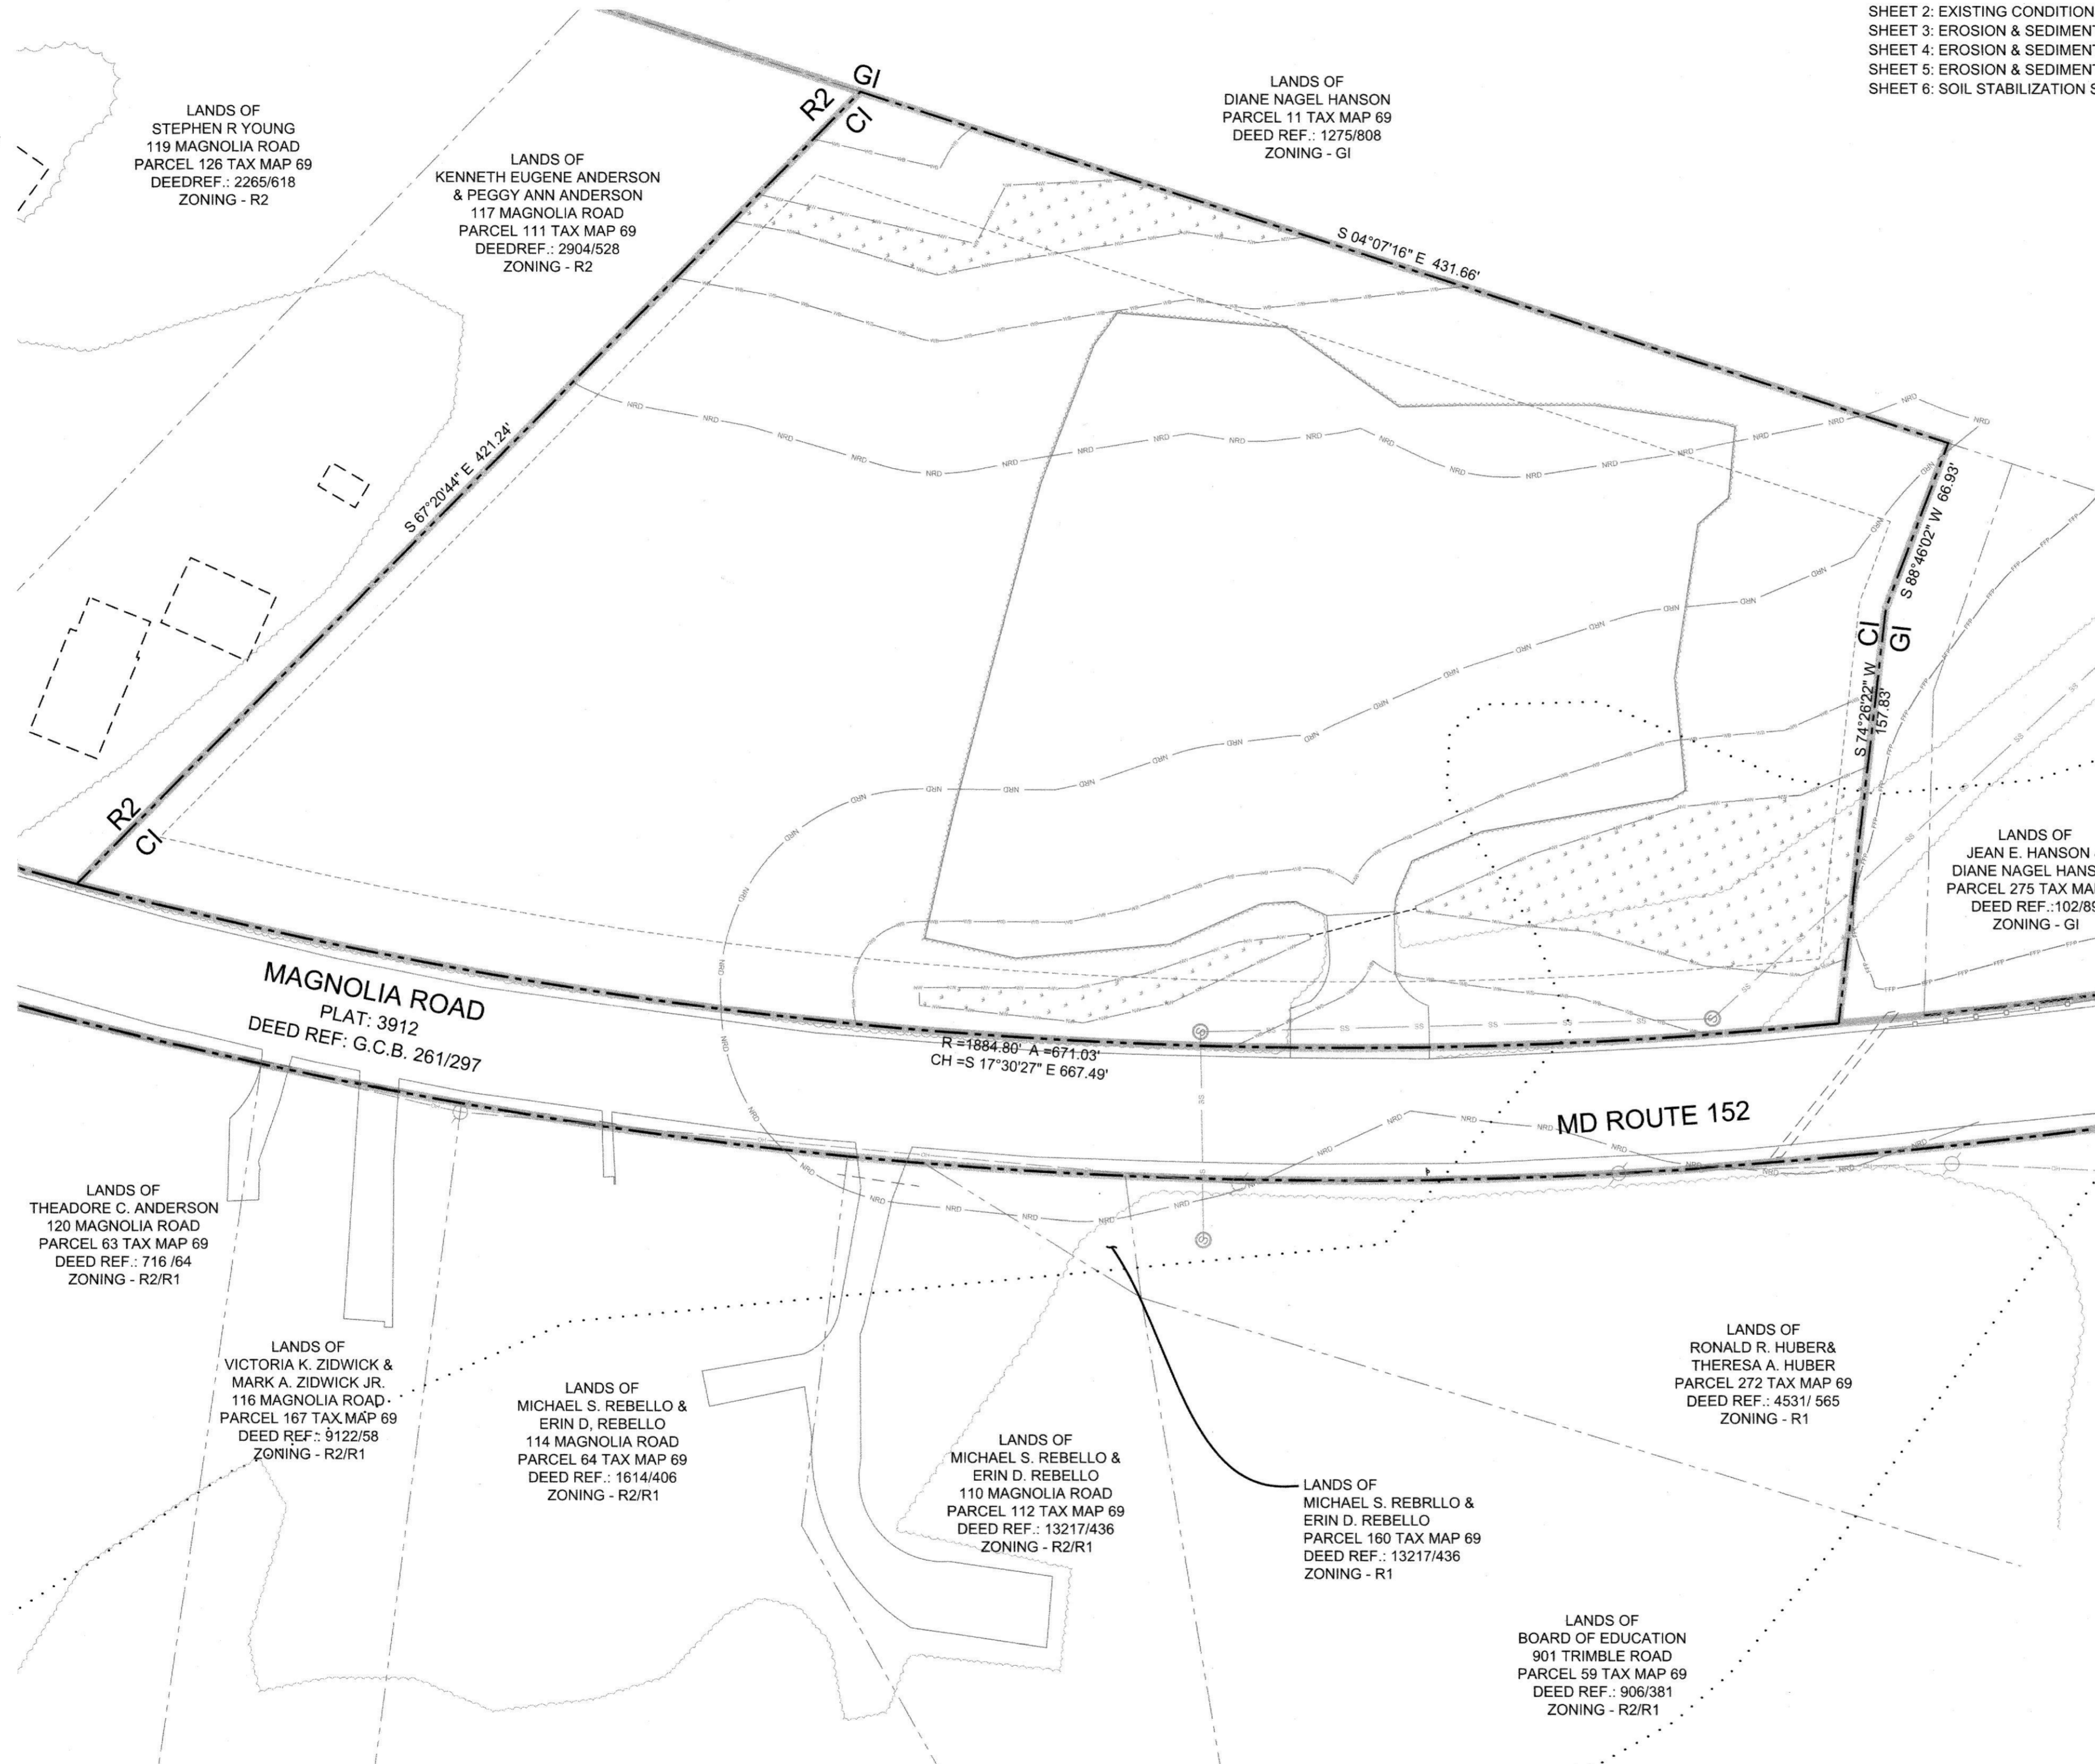 SHEET 2: EXISTING CONDITION
SHEET 3: EROSION & SEDIMENT
SHEET 4: EROSION & SEDIMENT
SHEET 5: EROSION & SEDIMENT
SHEET 6: SOIL STABILIZATION S
LANDS OF
STEPHEN R YOUNG
119 MAGNOLIA ROAD
PARCEL 126 TAX MAP 69
DEEDREF.: 2265/618
ZONING - R2
LANDS OF
KENNETH EUGENE ANDERSON
& PEGGY ANN ANDERSON
117 MAGNOLIA ROAD
PARCEL 111 TAX MAP 69
DEEDREF.: 2904/528
ZONING - R2
GI
R2
CI
LANDS OF
DIANE NAGEL HANSON
PARCEL 11 TAX MAP 69
DEED REF.: 1275/808
ZONING - GI
S 04°07'16" E 431.66'
S 67°20'44" E 421.24'
S 88°46'02" W 66.93'
CI
GI
S 74°26'22" W
157.83'
R2
CI
LANDS OF
JEAN E. HANSON
DIANE NAGEL HANS
PARCEL 275 TAX MA
DEED REF.:102/89
ZONING - GI
MAGNOLIA ROAD
PLAT: 3912
DEED REF: G.C.B. 261/297
R =1884.80' A =671.03'
CH =S 17°30'27" E 667.49'
MD ROUTE 152
LANDS OF
THEADORE C. ANDERSON
120 MAGNOLIA ROAD
PARCEL 63 TAX MAP 69
DEED REF.: 716 /64
ZONING - R2/R1
LANDS OF
VICTORIA K. ZIDWICK &
MARK A. ZIDWICK JR.
116 MAGNOLIA ROAD
PARCEL 167 TAX MAP 69
DEED REF.: 9122/58
ZONING - R2/R1
LANDS OF
MICHAEL S. REBELLO &
ERIN D, REBELLO
114 MAGNOLIA ROAD
PARCEL 64 TAX MAP 69
DEED REF.: 1614/406
ZONING - R2/R1
LANDS OF
MICHAEL S. REBELLO &
ERIN D. REBELLO
110 MAGNOLIA ROAD
PARCEL 112 TAX MAP 69
DEED REF.: 13217/436
ZONING - R2/R1
LANDS OF
MICHAEL S. REBRLLO &
ERIN D. REBELLO
PARCEL 160 TAX MAP 69
DEED REF.: 13217/436
ZONING - R1
LANDS OF
RONALD R. HUBER&
THERESA A. HUBER
PARCEL 272 TAX MAP 69
DEED REF.: 4531/ 565
ZONING - R1
LANDS OF
BOARD OF EDUCATION
901 TRIMBLE ROAD
PARCEL 59 TAX MAP 69
DEED REF.: 906/381
ZONING - R2/R1